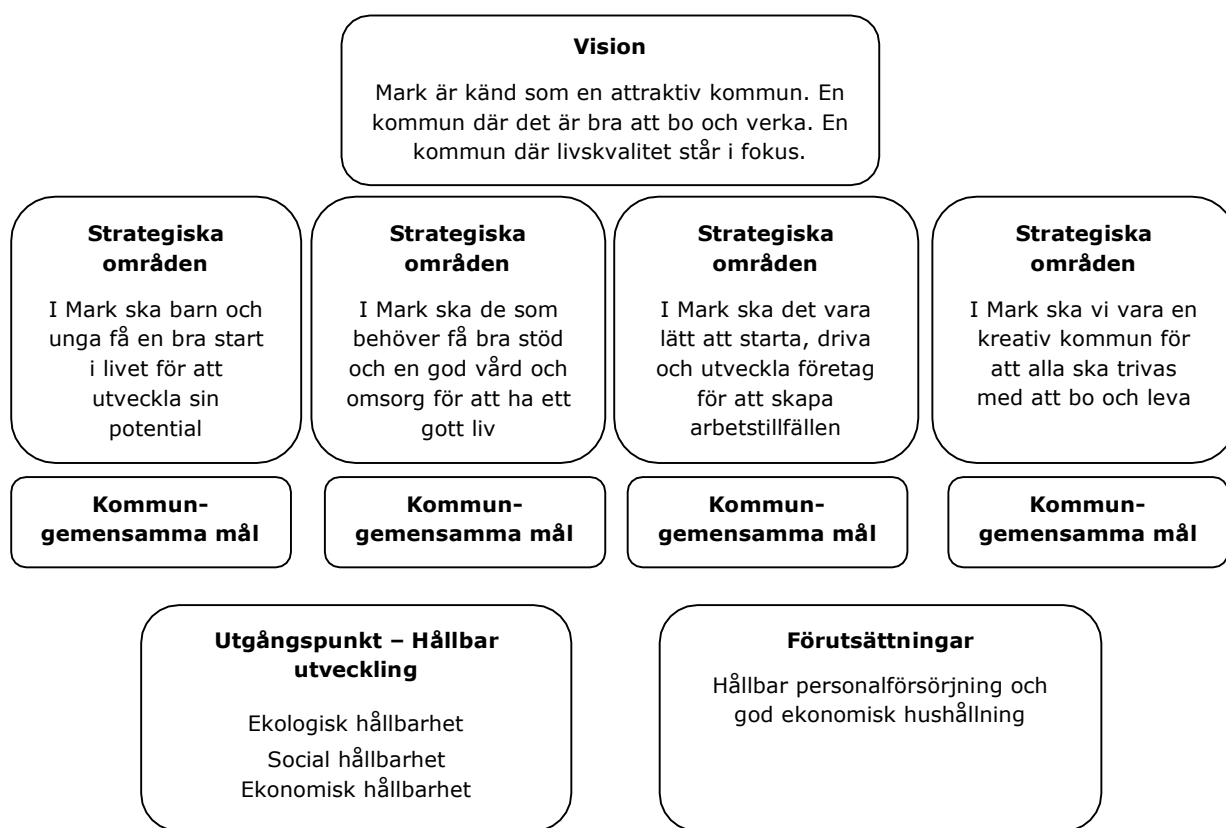 Vision
Mark är känd som en attraktiv kommun. En
kommun där det är bra att bo och verka. En
kommun där livskvalitet står i fokus.
Strategiska
områden
I Mark ska barn och
unga få en bra start
i livet för att
utveckla sin
potential
Strategiska
områden
I Mark ska de som
behöver få bra stöd
och en god vård och
omsorg för att ha ett
gott liv
Strategiska
områden
I Mark ska det vara
lätt att starta, driva
och utveckla företag
för att skapa
arbetstillfällen
Strategiska
områden
I Mark ska vi vara en
kreativ kommun för
att alla ska trivas
med att bo och leva
Kommun-
gemensamma mål
Kommun-
gemensamma mål
Kommun-
gemensamma mål
Kommun-
gemensamma mål
Utgångspunkt – Hållbar
utveckling
Ekologisk hållbarhet
Social hållbarhet
Ekonomisk hållbarhet
Förutsättningar
Hållbar personalförsörjning och
god ekonomisk hushållning